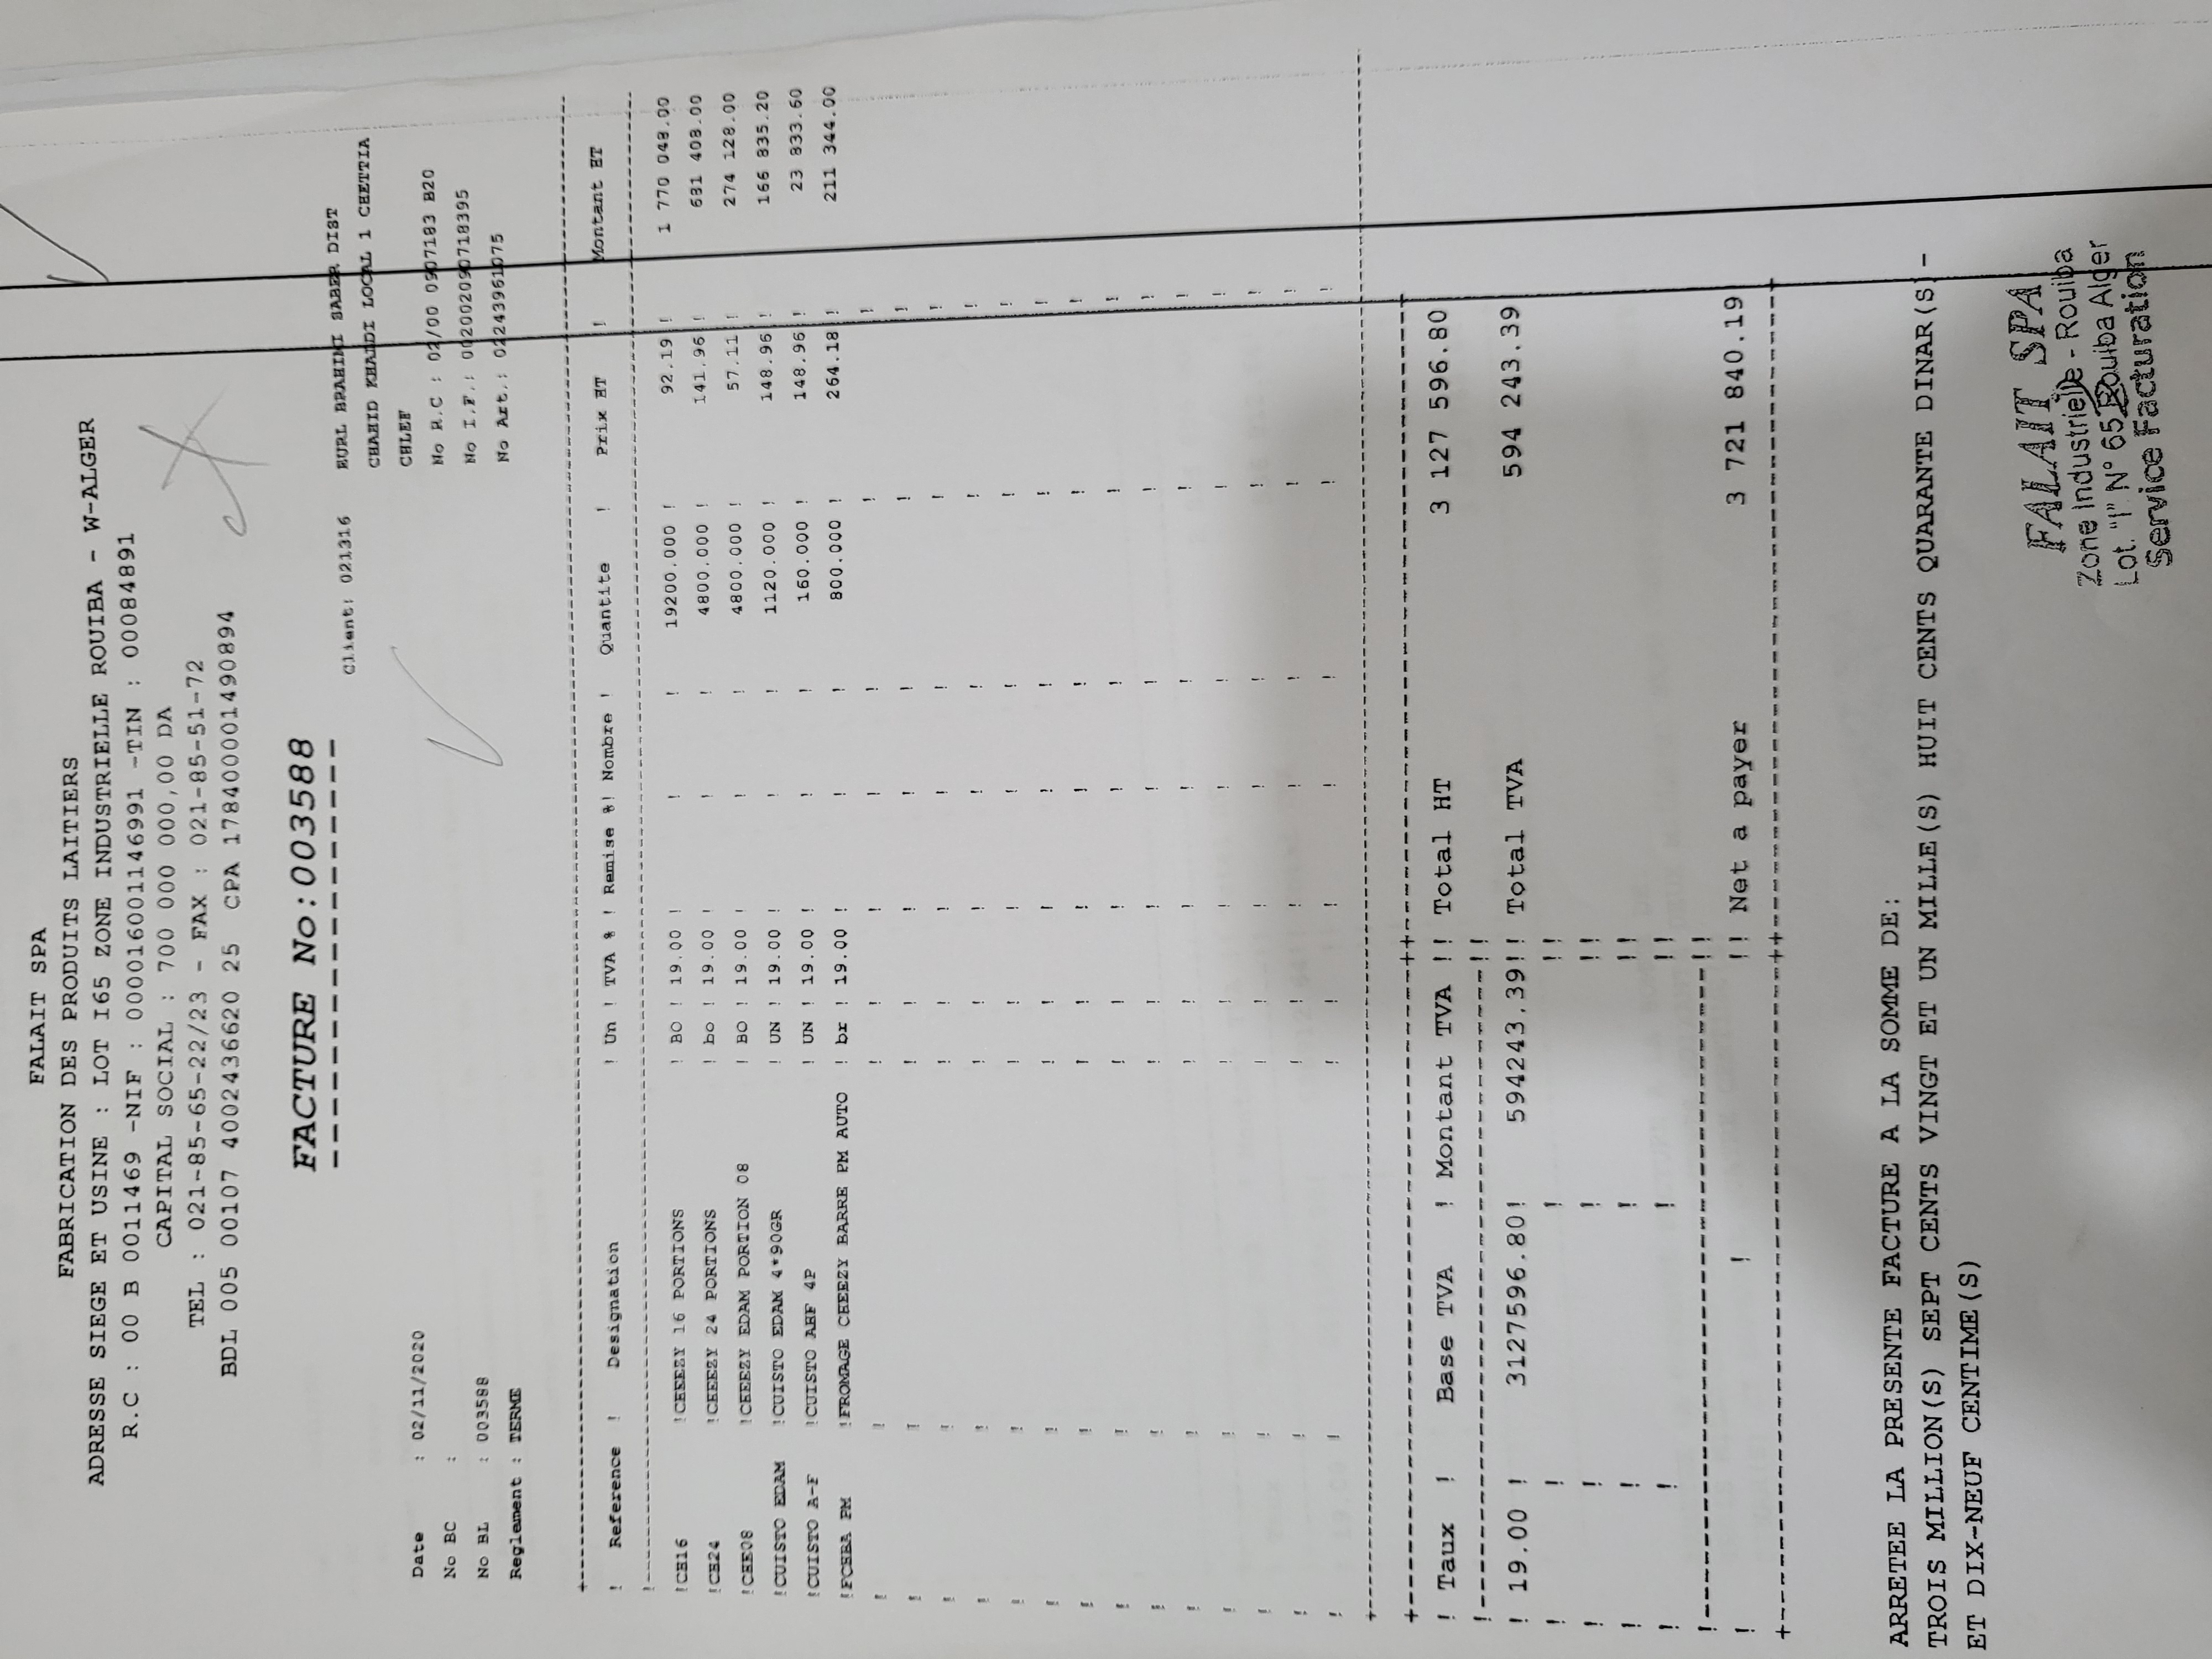 FALAIT SPA
FABRICATION DES PRODUITS LAITIERS
ADRESSE SIEGE ET USINE : LOT I65 ZONE INDUSTRIELLE ROUIBA - W-ALGER
R.C : 00 B 0011469 -NIF : 000016001146991 -TIN : 00084891
CAPITAL SOCIAL : 700 000 000,00 DA
TEL : 021-85-65-22/23 - FAX : 021-85-51-72
BDL 005 00107 4002436620 25 CPA 178400001490894
FACTURE No:003588
Client: 021316 EURL BRAHIMI SABER DIST
CHAHID KHALDI LOCAL 1 CHETTIA
CHLEF
Date : 02/11/2020
No R.C : 02/00 0907183 B20
No BC :
No I.F.: 002002090718395
No BL : 003588
No Art.: 02243961075
Reglement : TERME
! Reference ! Designation ! Un ! TVA % ! Remise %! Nombre ! Quantite ! Prix HT ! Montant HT
!CH16 !CHEEZY 16 PORTIONS ! BO ! 19.00 ! ! ! 19200.000 ! 92.19 ! 1 770 048.00
!CH24 !CHEEZY 24 PORTIONS ! bo ! 19.00 ! ! ! 4800.000 ! 141.96 ! 681 408.00
!CHE08 !CHEEZY EDAM PORTION 08 ! BO ! 19.00 ! ! ! 4800.000 ! 57.11 ! 274 128.00
!CUISTO EDAM !CUISTO EDAM 4*90GR ! UN ! 19.00 ! ! ! 1120.000 ! 148.96 ! 166 835.20
!CUISTO A-F !CUISTO AHF 4P ! UN ! 19.00 ! ! ! 160.000 ! 148.96 ! 23 833.60
!FCHBA PM !FROMAGE CHEEZY BARRE PM AUTO ! br ! 19.00 ! ! ! 800.000 ! 264.18 ! 211 344.00
! Taux ! Base TVA ! Montant TVA !! Total HT 3 127 596.80
! 19.00 ! 3127596.80! 594243.39!! Total TVA 594 243.39
! ! !! Net a payer 3 721 840.19
ARRETEE LA PRESENTE FACTURE A LA SOMME DE:
TROIS MILLION(S) SEPT CENTS VINGT ET UN MILLE(S) HUIT CENTS QUARANTE DINAR(S)-
ET DIX-NEUF CENTIME(S)
FALAIT SPA
Zone Industrielle - Rouiba
Lot. "I" N° 65 Rouiba Alger
Service Facturation